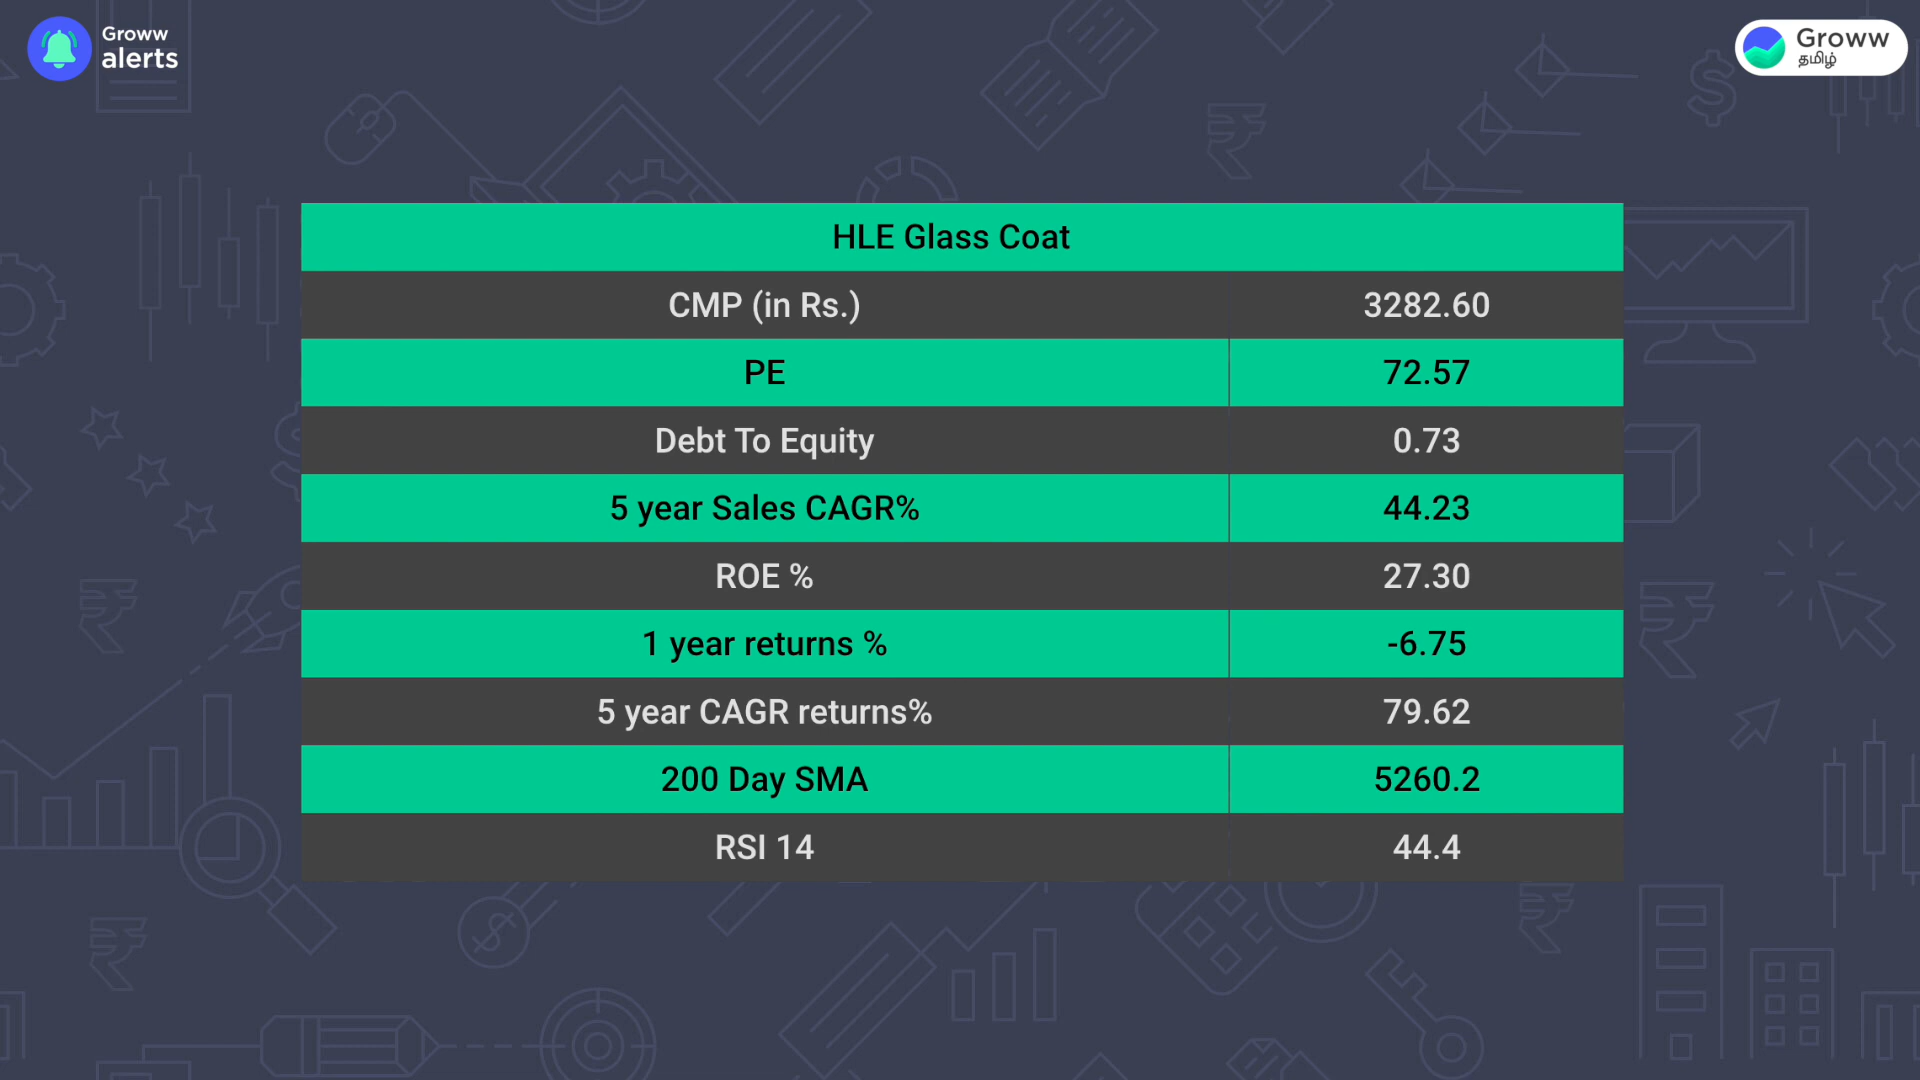 Groww
alerts
Groww
தமிழ்
HLE Glass Coat
CMP (in Rs.) 3282.60
PE 72.57
Debt To Equity 0.73
5 year Sales CAGR% 44.23
ROE % 27.30
1 year returns % -6.75
5 year CAGR returns% 79.62
200 Day SMA 5260.2
RSI 14 44.4